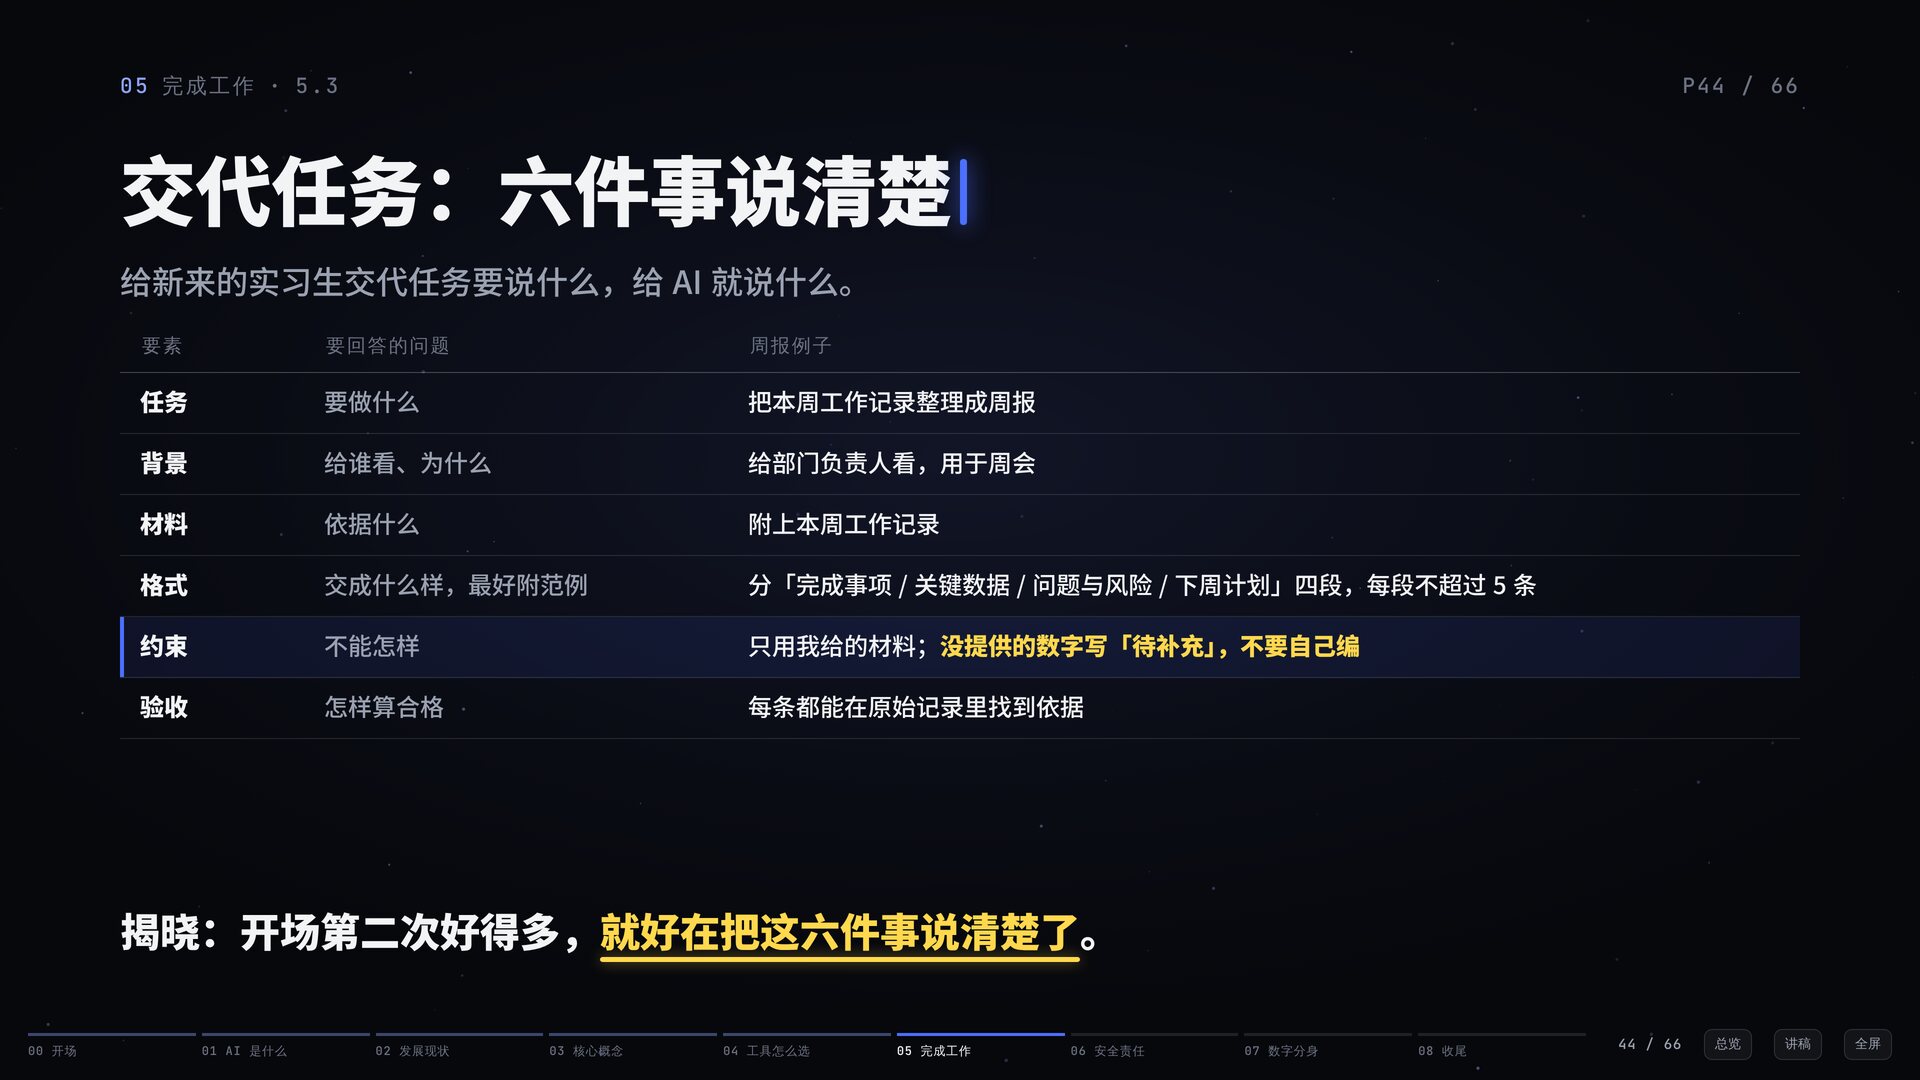 05 完成工作 · 5.3
P44 / 66
交代任务：六件事说清楚
给新来的实习生交代任务要说什么，给 AI 就说什么。
要素 要回答的问题 周报例子
任务 要做什么 把本周工作记录整理成周报
背景 给谁看、为什么 给部门负责人看，用于周会
材料 依据什么 附上本周工作记录
格式 交成什么样，最好附范例 分「完成事项 / 关键数据 / 问题与风险 / 下周计划」四段，每段不超过 5 条
约束 不能怎样 只用我给的材料；没提供的数字写「待补充」，不要自己编
验收 怎样算合格 每条都能在原始记录里找到依据
揭晓：开场第二次好得多，就好在把这六件事说清楚了。
00 开场 01 AI 是什么 02 发展现状 03 核心概念 04 工具怎么选 05 完成工作 06 安全责任 07 数字分身 08 收尾 44 / 66 总览 讲稿 全屏